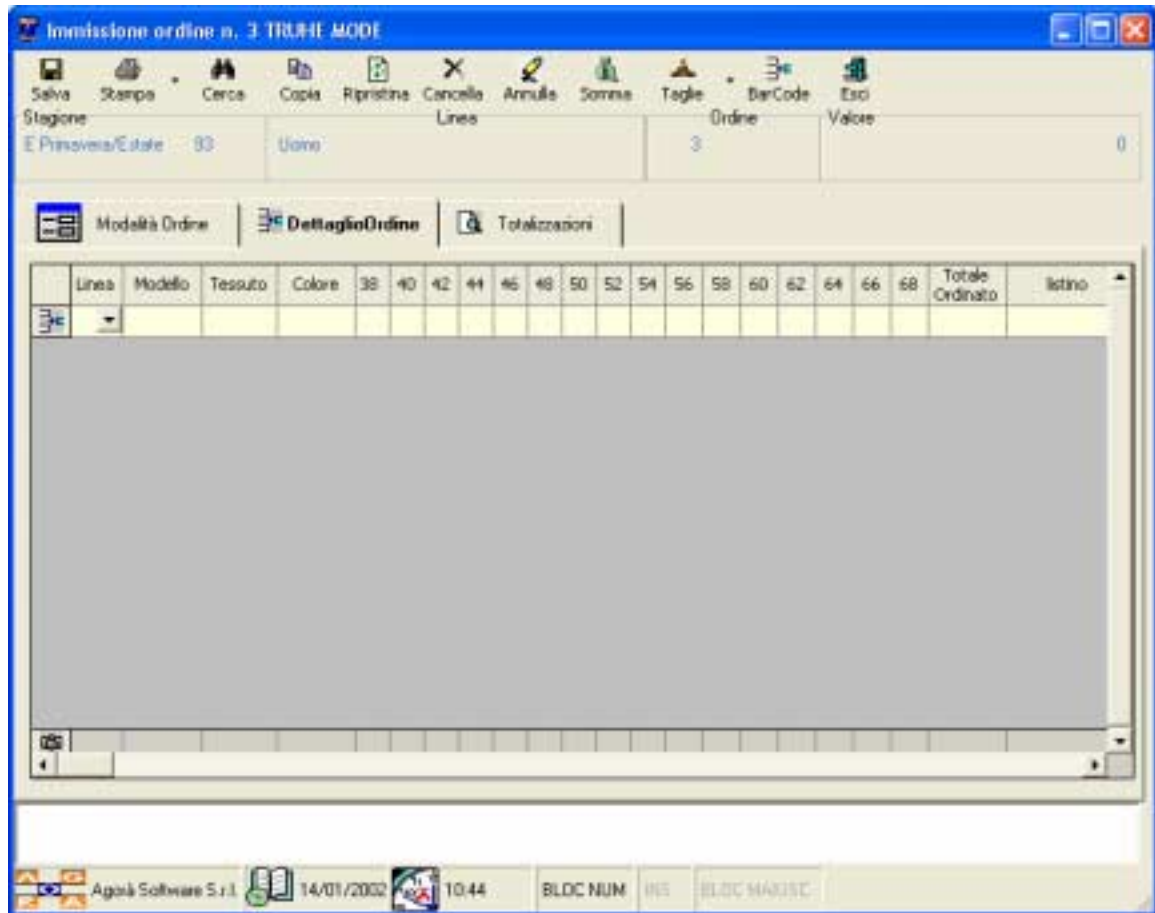 Immissione ordine n. 3 TRUHE MODE
Salva Stampa Cerca Copia Ripristina Cancella Annulla Somma Taglie BarCode Esci
Stagione Linea Ordine Valore
E Primavera/Estate 93 Uomo 3 0
Modalità Ordine DettaglioOrdine Totalizzazioni
Linea Modello Tessuto Colore 38 40 42 44 46 48 50 52 54 56 58 60 62 64 66 68 Totale Ordinato listino
Agorà Software S.r.l. 14/01/2002 10:44 BLOC NUM INS BLOC MAIUSC